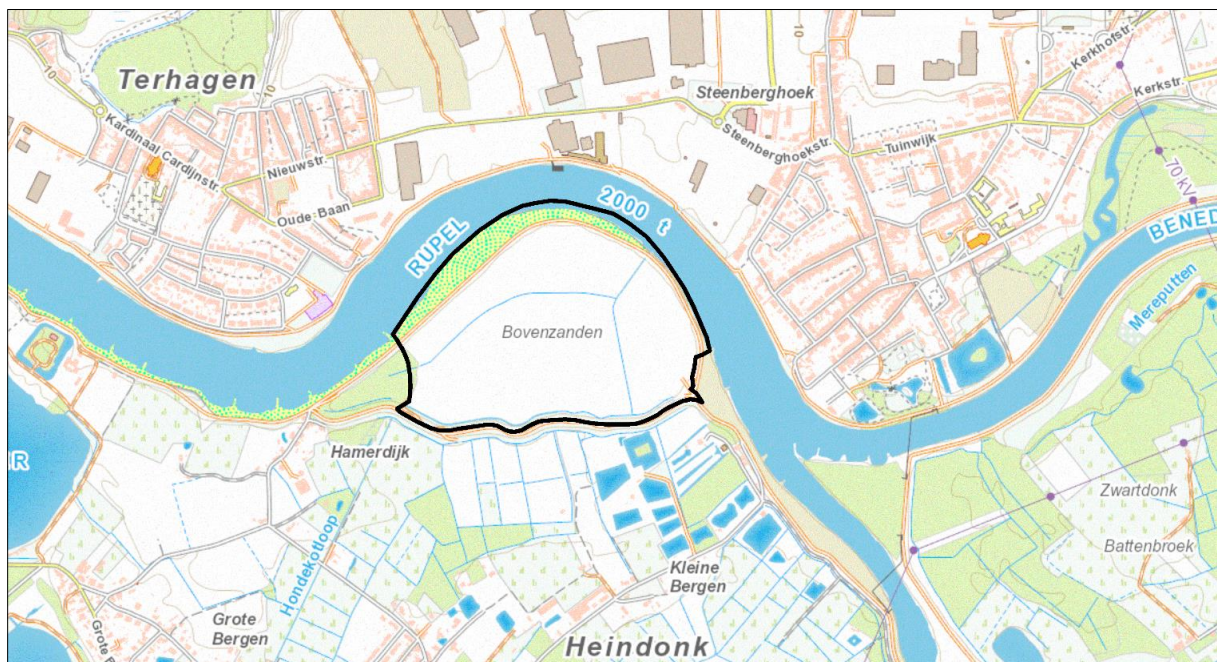 10
10
10
Terhagen
Kardinaal Cardijnstr.
Nieuwstr.
Oude Baan
Steenberghoek
Steenberghoekstr.
Tuinwijk
Kerkhofstr.
Kerkstr.
70 kV
RUPEL
2000 t
BENED
Mereputten
Bovenzanden
Hamerdijk
Hondekotloop
Zwartdonk
Battenbroek
Kleine
Bergen
Grote
Bergen
Heindonk